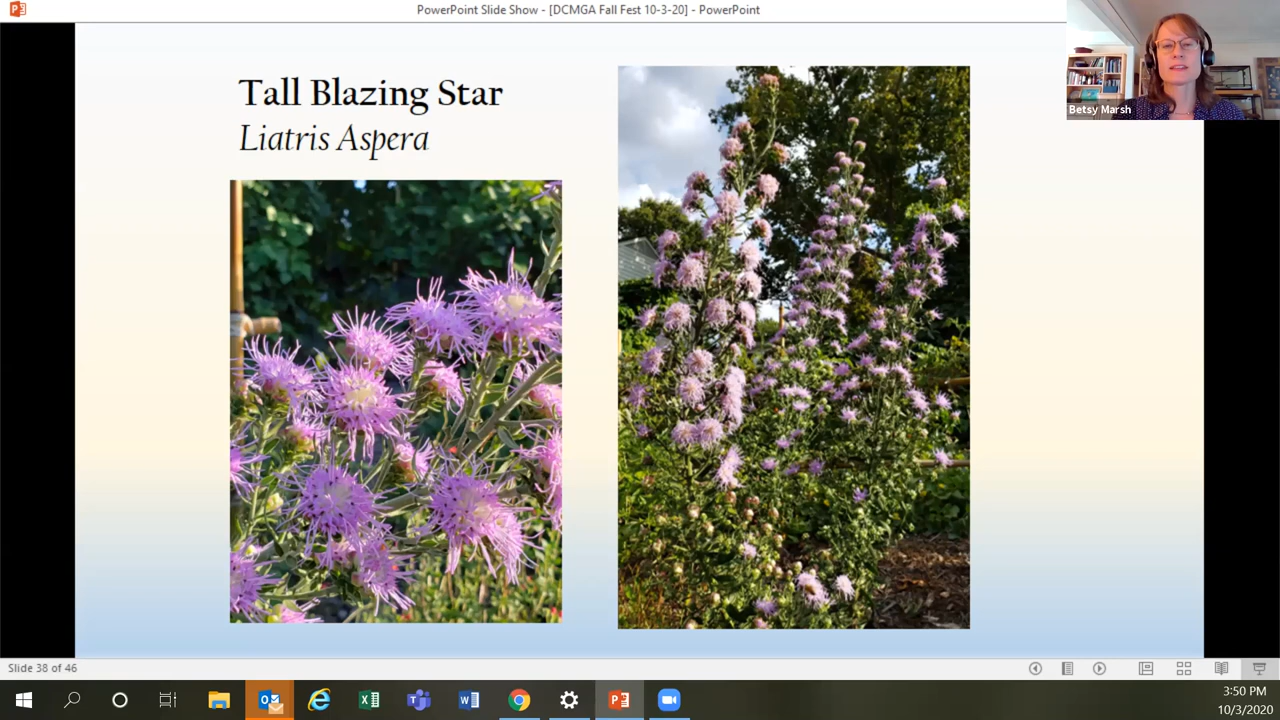 PowerPoint Slide Show - [DCMGA Fall Fest 10-3-20] - PowerPoint
Betsy Marsh
Tall Blazing Star
Liatris Aspera
Slide 38 of 46
3:50 PM
10/3/2020